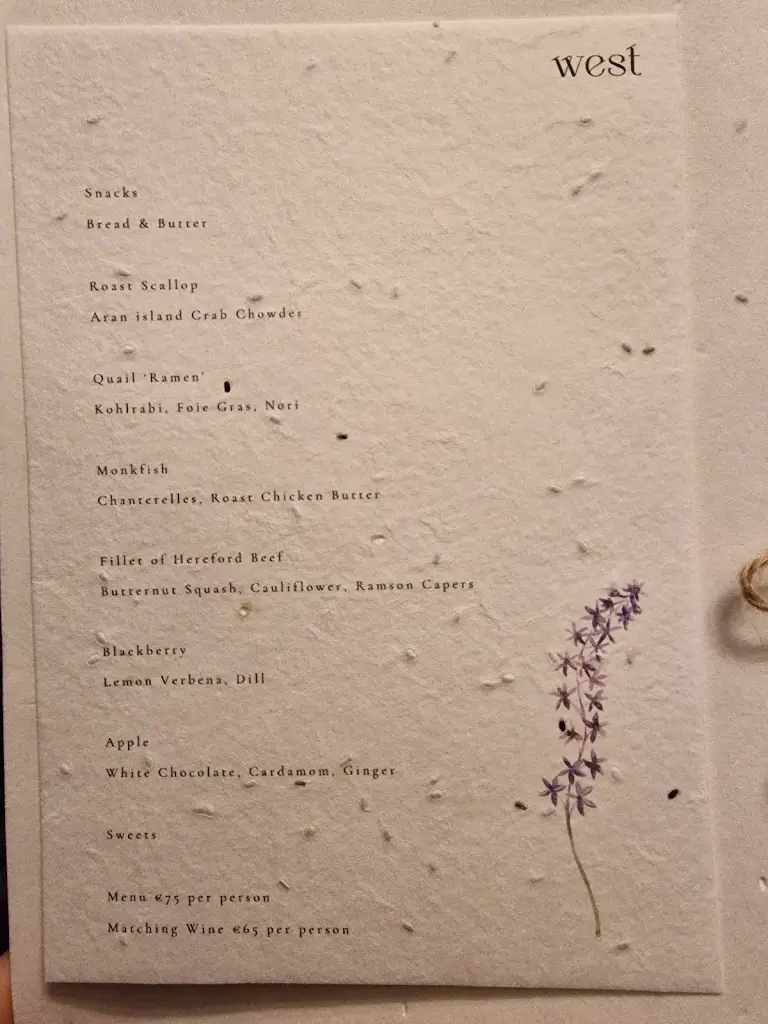 west
Snacks
Bread & Butter
Roast Scallop
Aran island Crab Chowder
Quail ‘Ramen’
Kohlrabi, Foie Gras, Nori
Monkfish
Chanterelles, Roast Chicken Butter
Fillet of Hereford Beef
Butternut Squash, Cauliflower, Ramson Capers
Blackberry
Lemon Verbena, Dill
Apple
White Chocolate, Cardamom, Ginger
Sweets
Menu €75 per person
Matching Wine €65 per person